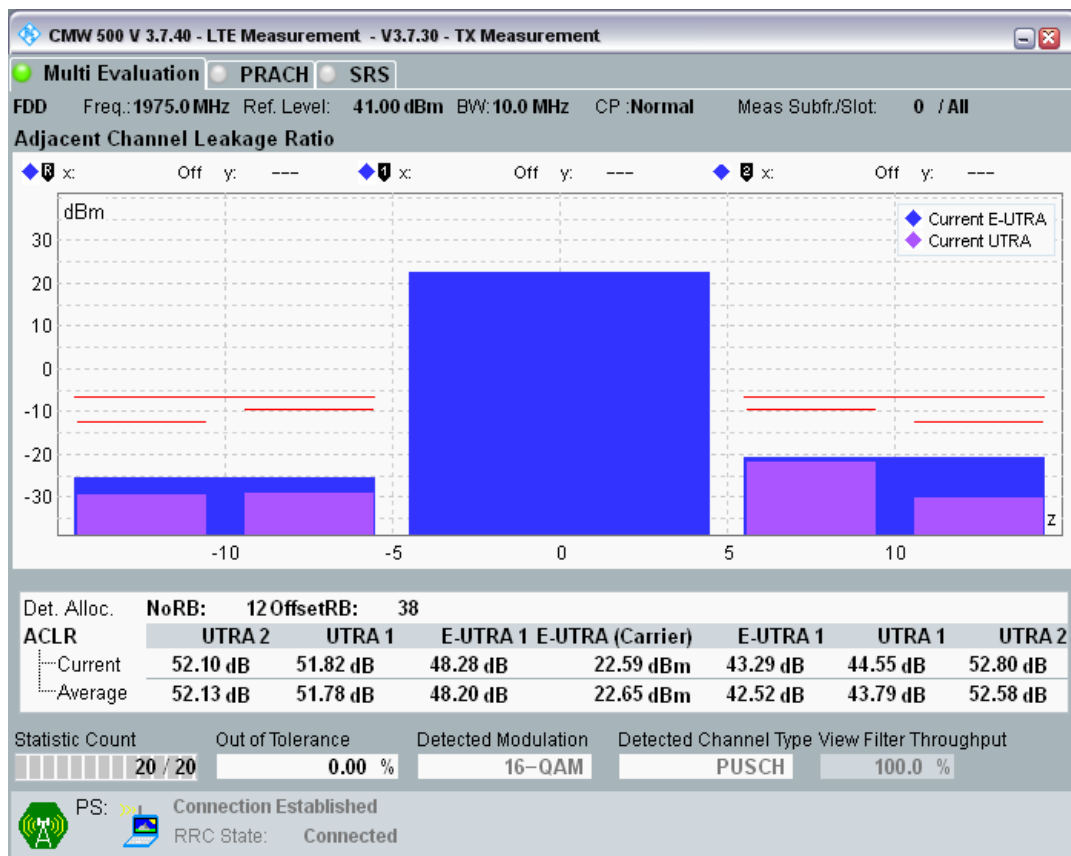 CMW 500 V 3.7.40 - LTE Measurement - V3.7.30 - TX Measurement
Multi Evaluation PRACH SRS
FDD Freq.: 1975.0 MHz Ref. Level: 41.00 dBm BW: 10.0 MHz CP :Normal Meas Subfr./Slot: 0 / All
Adjacent Channel Leakage Ratio
R x: Off y: --- 1 x: Off y: --- 2 x: Off y: ---
dBm
Current E-UTRA
Current UTRA
30
20
10
0
-10
-20
-30
z
-10 -5 0 5 10
Det. Alloc. NoRB: 12 OffsetRB: 38
ACLR UTRA 2 UTRA 1 E-UTRA 1 E-UTRA (Carrier) E-UTRA 1 UTRA 1 UTRA 2
Current 52.10 dB 51.82 dB 48.28 dB 22.59 dBm 43.29 dB 44.55 dB 52.80 dB
Average 52.13 dB 51.78 dB 48.20 dB 22.65 dBm 42.52 dB 43.79 dB 52.58 dB
Statistic Count Out of Tolerance Detected Modulation Detected Channel Type View Filter Throughput
20 / 20 0.00 % 16-QAM PUSCH 100.0 %
PS: Connection Established
RRC State: Connected